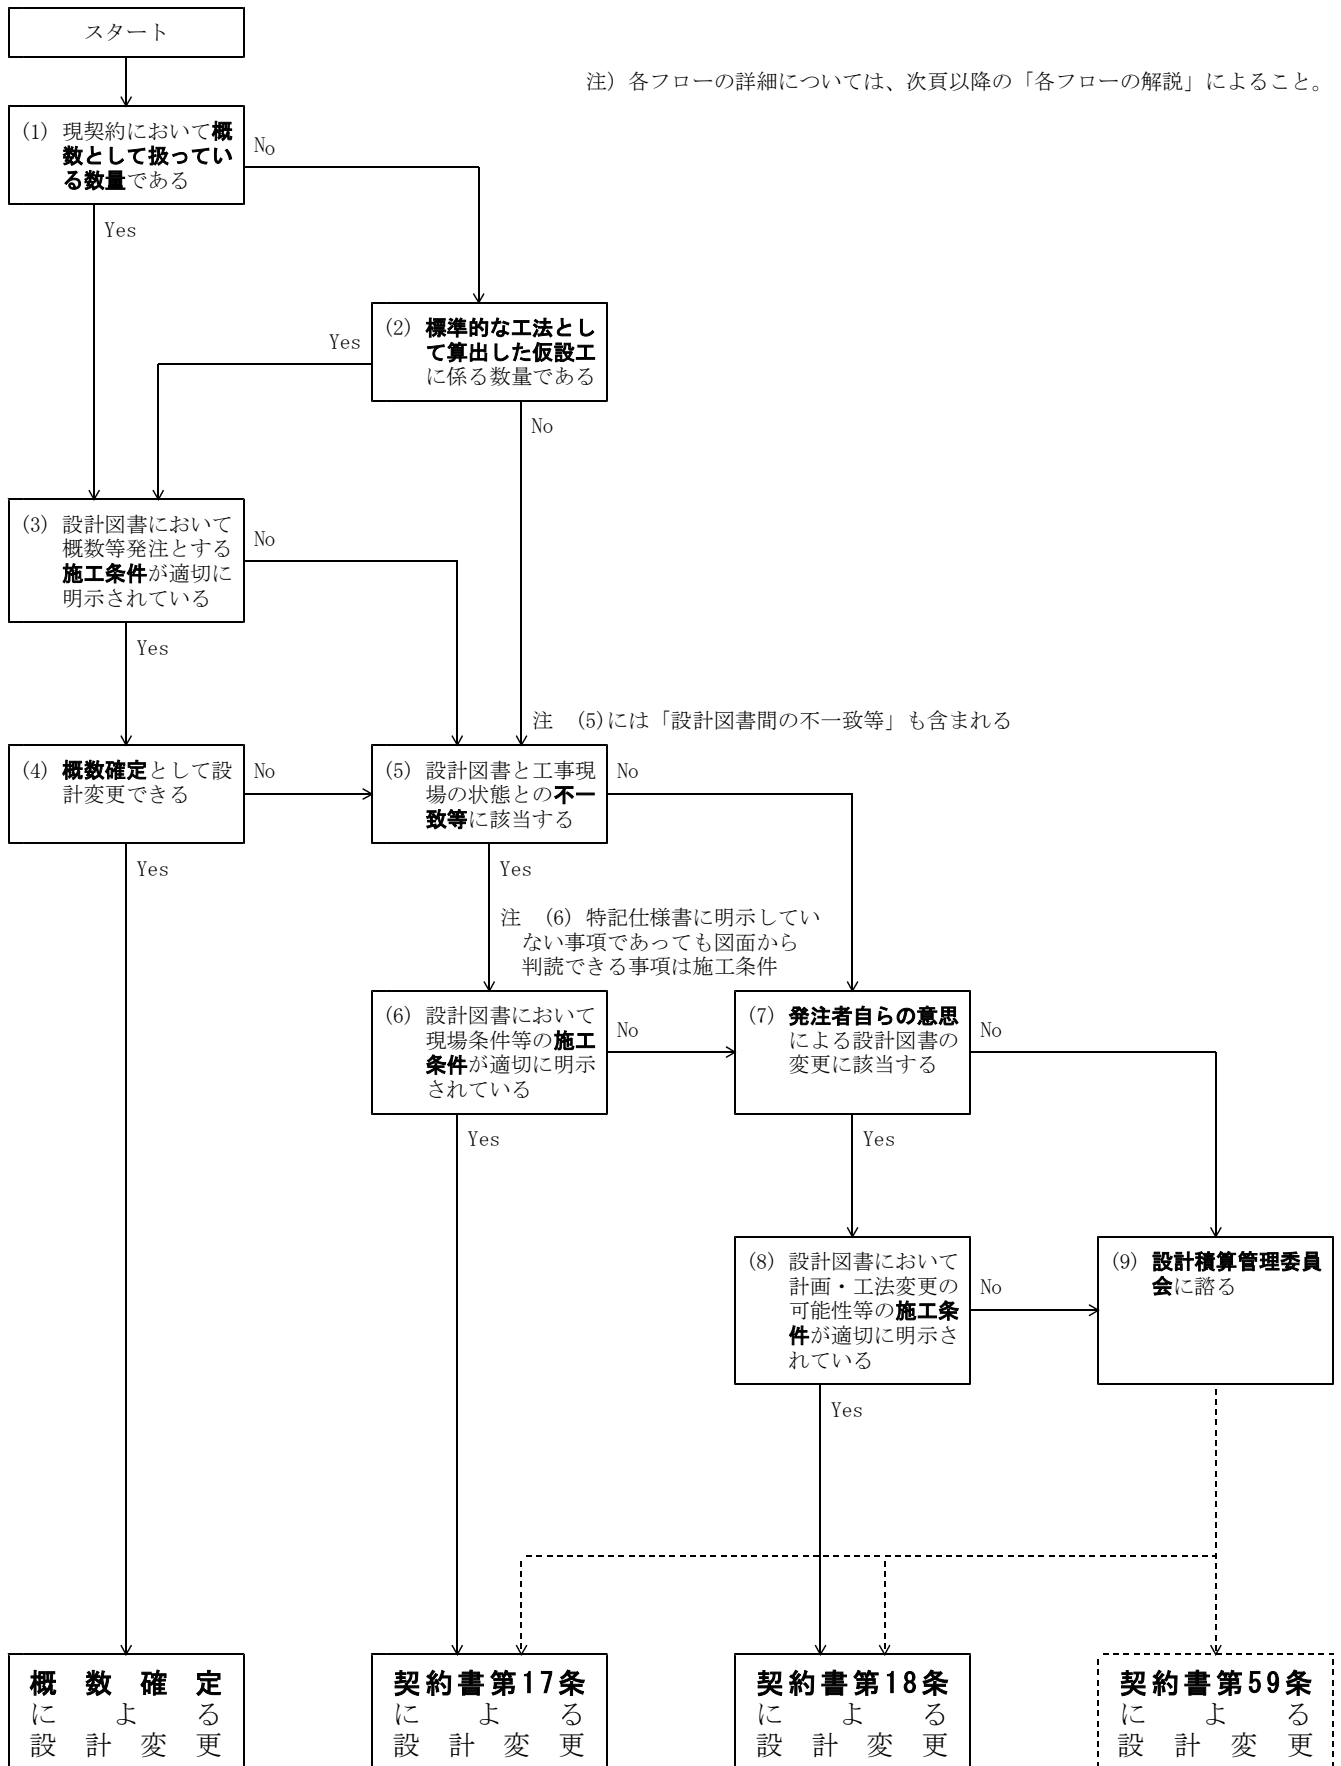 スタート
注) 各フローの詳細については、次頁以降の「各フローの解説」によること。
(1) 現契約において概
数として扱ってい
る数量である
No
Yes
(2) 標準的な工法とし
て算出した仮設工
に係る数量である
Yes
No
(3) 設計図書において
概数等発注とする
施工条件が適切に
明示されている
No
Yes
注 (5)には「設計図書間の不一致等」も含まれる
(4) 概数確定として設
計変更できる
No
Yes
(5) 設計図書と工事現
場の状態との不一
致等に該当する
No
Yes
注 (6) 特記仕様書に明示してい
ない事項であっても図面から
判読できる事項は施工条件
(6) 設計図書において
現場条件等の施工
条件が適切に明示
されている
No
Yes
(7) 発注者自らの意思
による設計図書の
変更に該当する
No
Yes
(8) 設計図書において
計画・工法変更の
可能性等の施工条
件が適切に明示さ
れている
No
Yes
(9) 設計積算管理委員
会に諮る
概数確定
による
設計変更
契約書第17条
による
設計変更
契約書第18条
による
設計変更
契約書第59条
による
設計変更